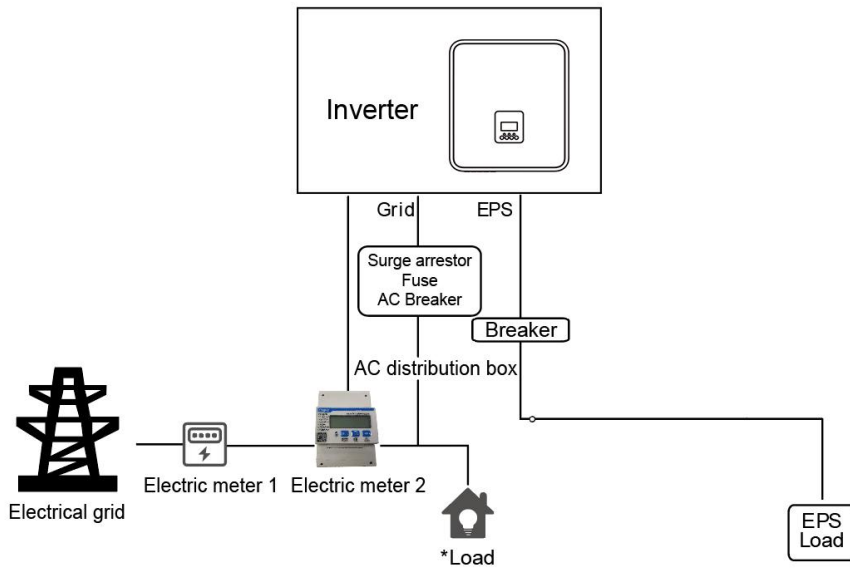 Inverter
Grid
EPS
Surge arrestor
Fuse
AC Breaker
Breaker
AC distribution box
Electric meter 1
Electric meter 2
Electrical grid
*Load
EPS
Load